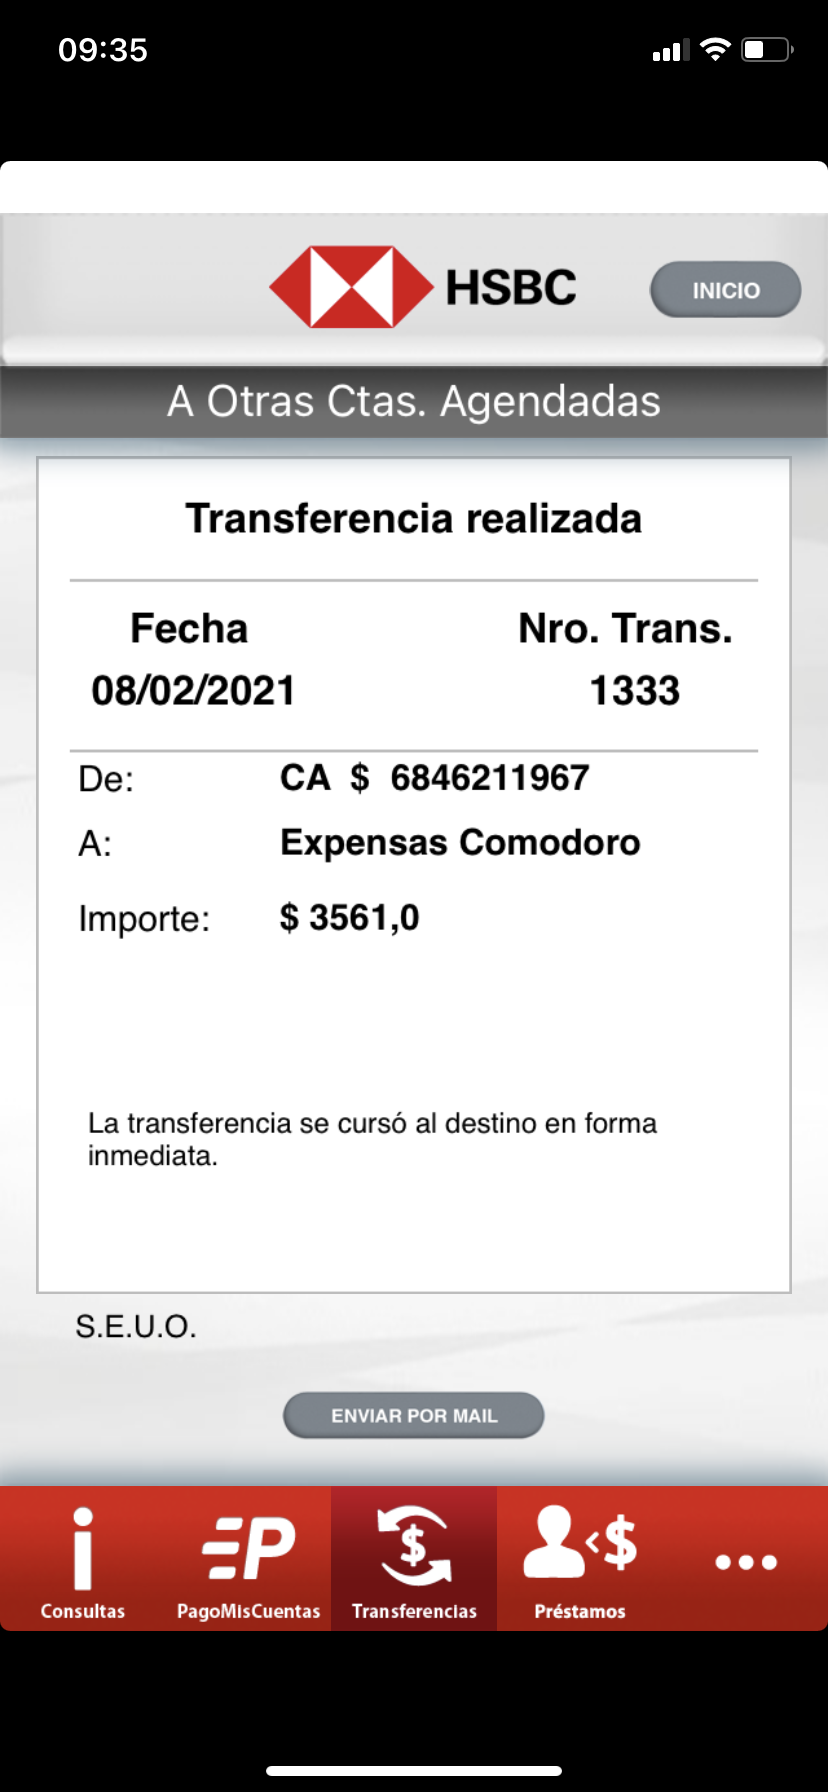 09:35
HSBC
INICIO
A Otras Ctas. Agendadas
Transferencia realizada
Fecha Nro. Trans.
08/02/2021 1333
De: CA $ 6846211967
A: Expensas Comodoro
Importe: $ 3561,0
La transferencia se cursó al destino en forma
inmediata.
S.E.U.O.
ENVIAR POR MAIL
Consultas PagoMisCuentas Transferencias Préstamos